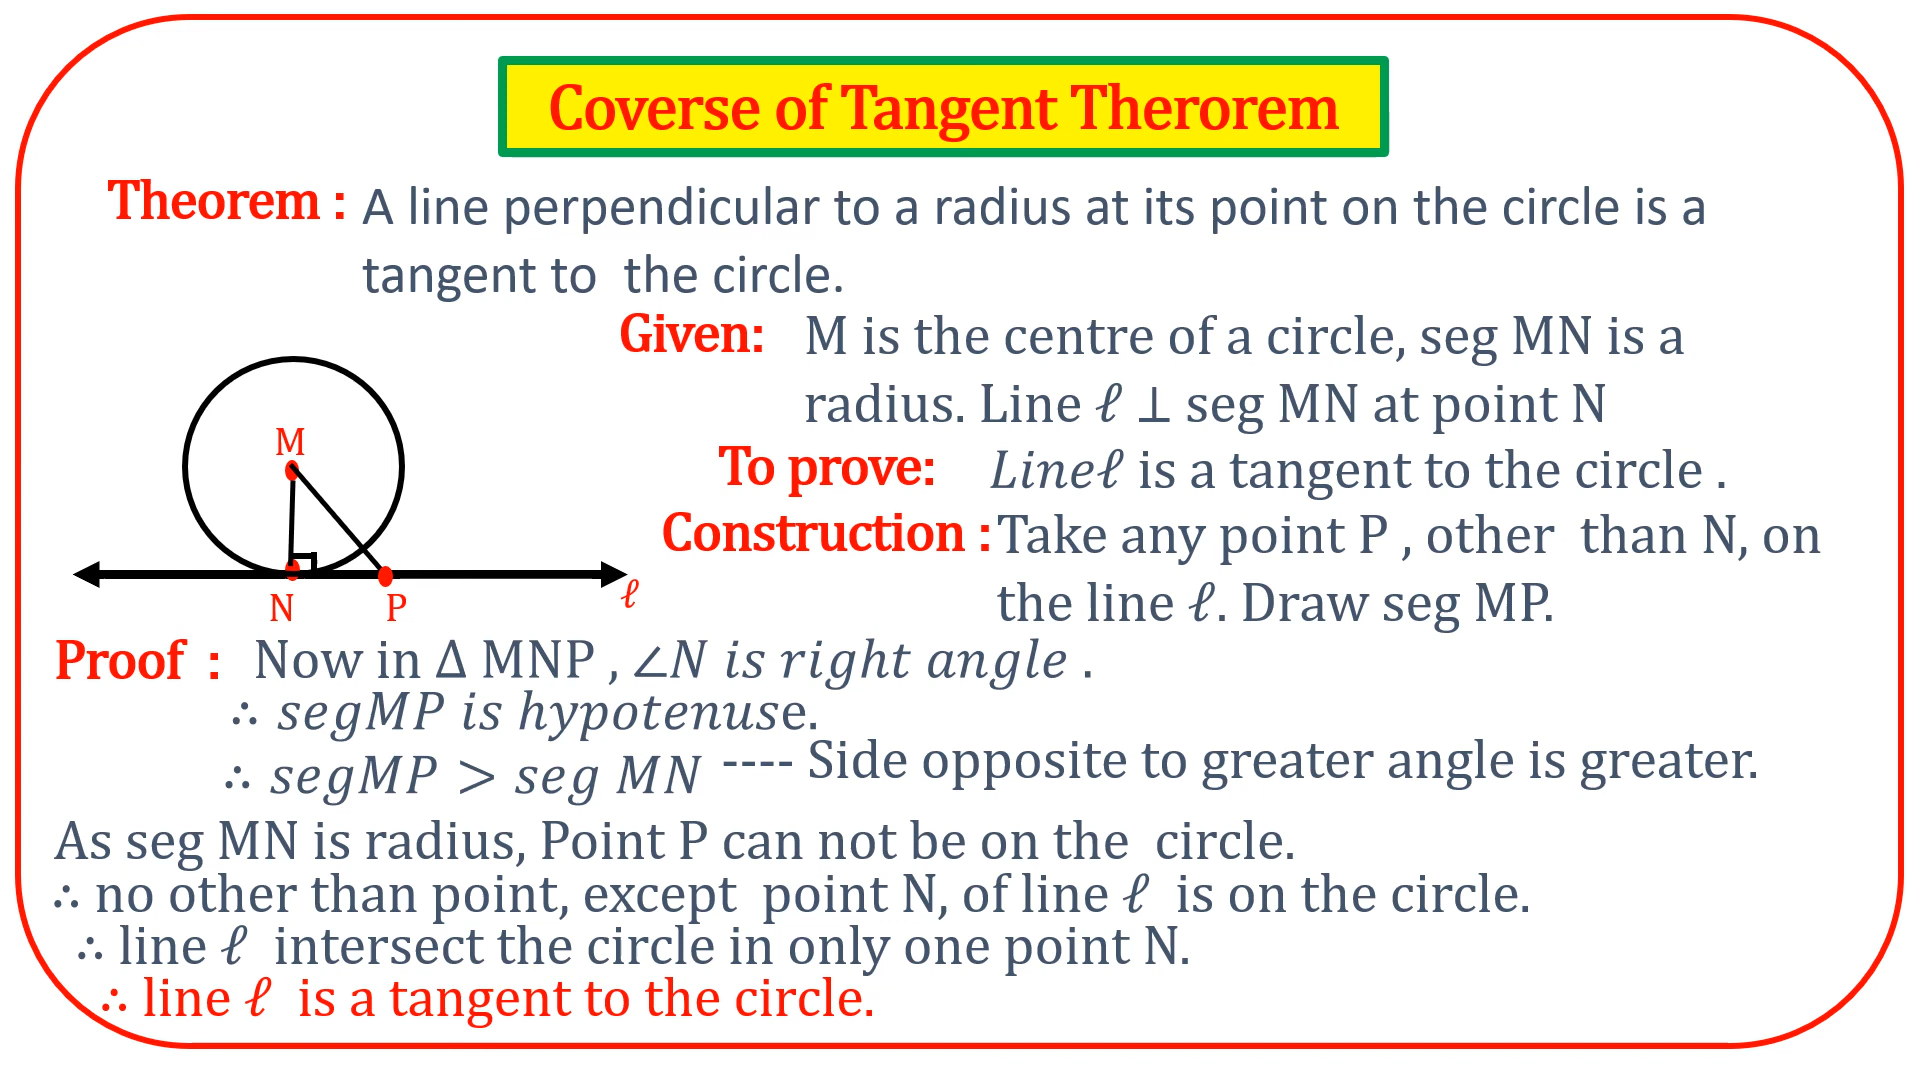 Coverse of Tangent Therorem
Theorem : A line perpendicular to a radius at its point on the circle is a
tangent to the circle.
Given: M is the centre of a circle, seg MN is a
radius. Line ℓ ⊥ seg MN at point N
To prove: Lineℓ is a tangent to the circle .
Construction : Take any point P , other than N, on
the line ℓ. Draw seg MP.
M
N
P
ℓ
Proof : Now in Δ MNP , ∠N is right angle .
∴ segMP is hypotenuse.
∴ segMP > seg MN ---- Side opposite to greater angle is greater.
As seg MN is radius, Point P can not be on the circle.
∴ no other than point, except point N, of line ℓ is on the circle.
∴ line ℓ intersect the circle in only one point N.
∴ line ℓ is a tangent to the circle.